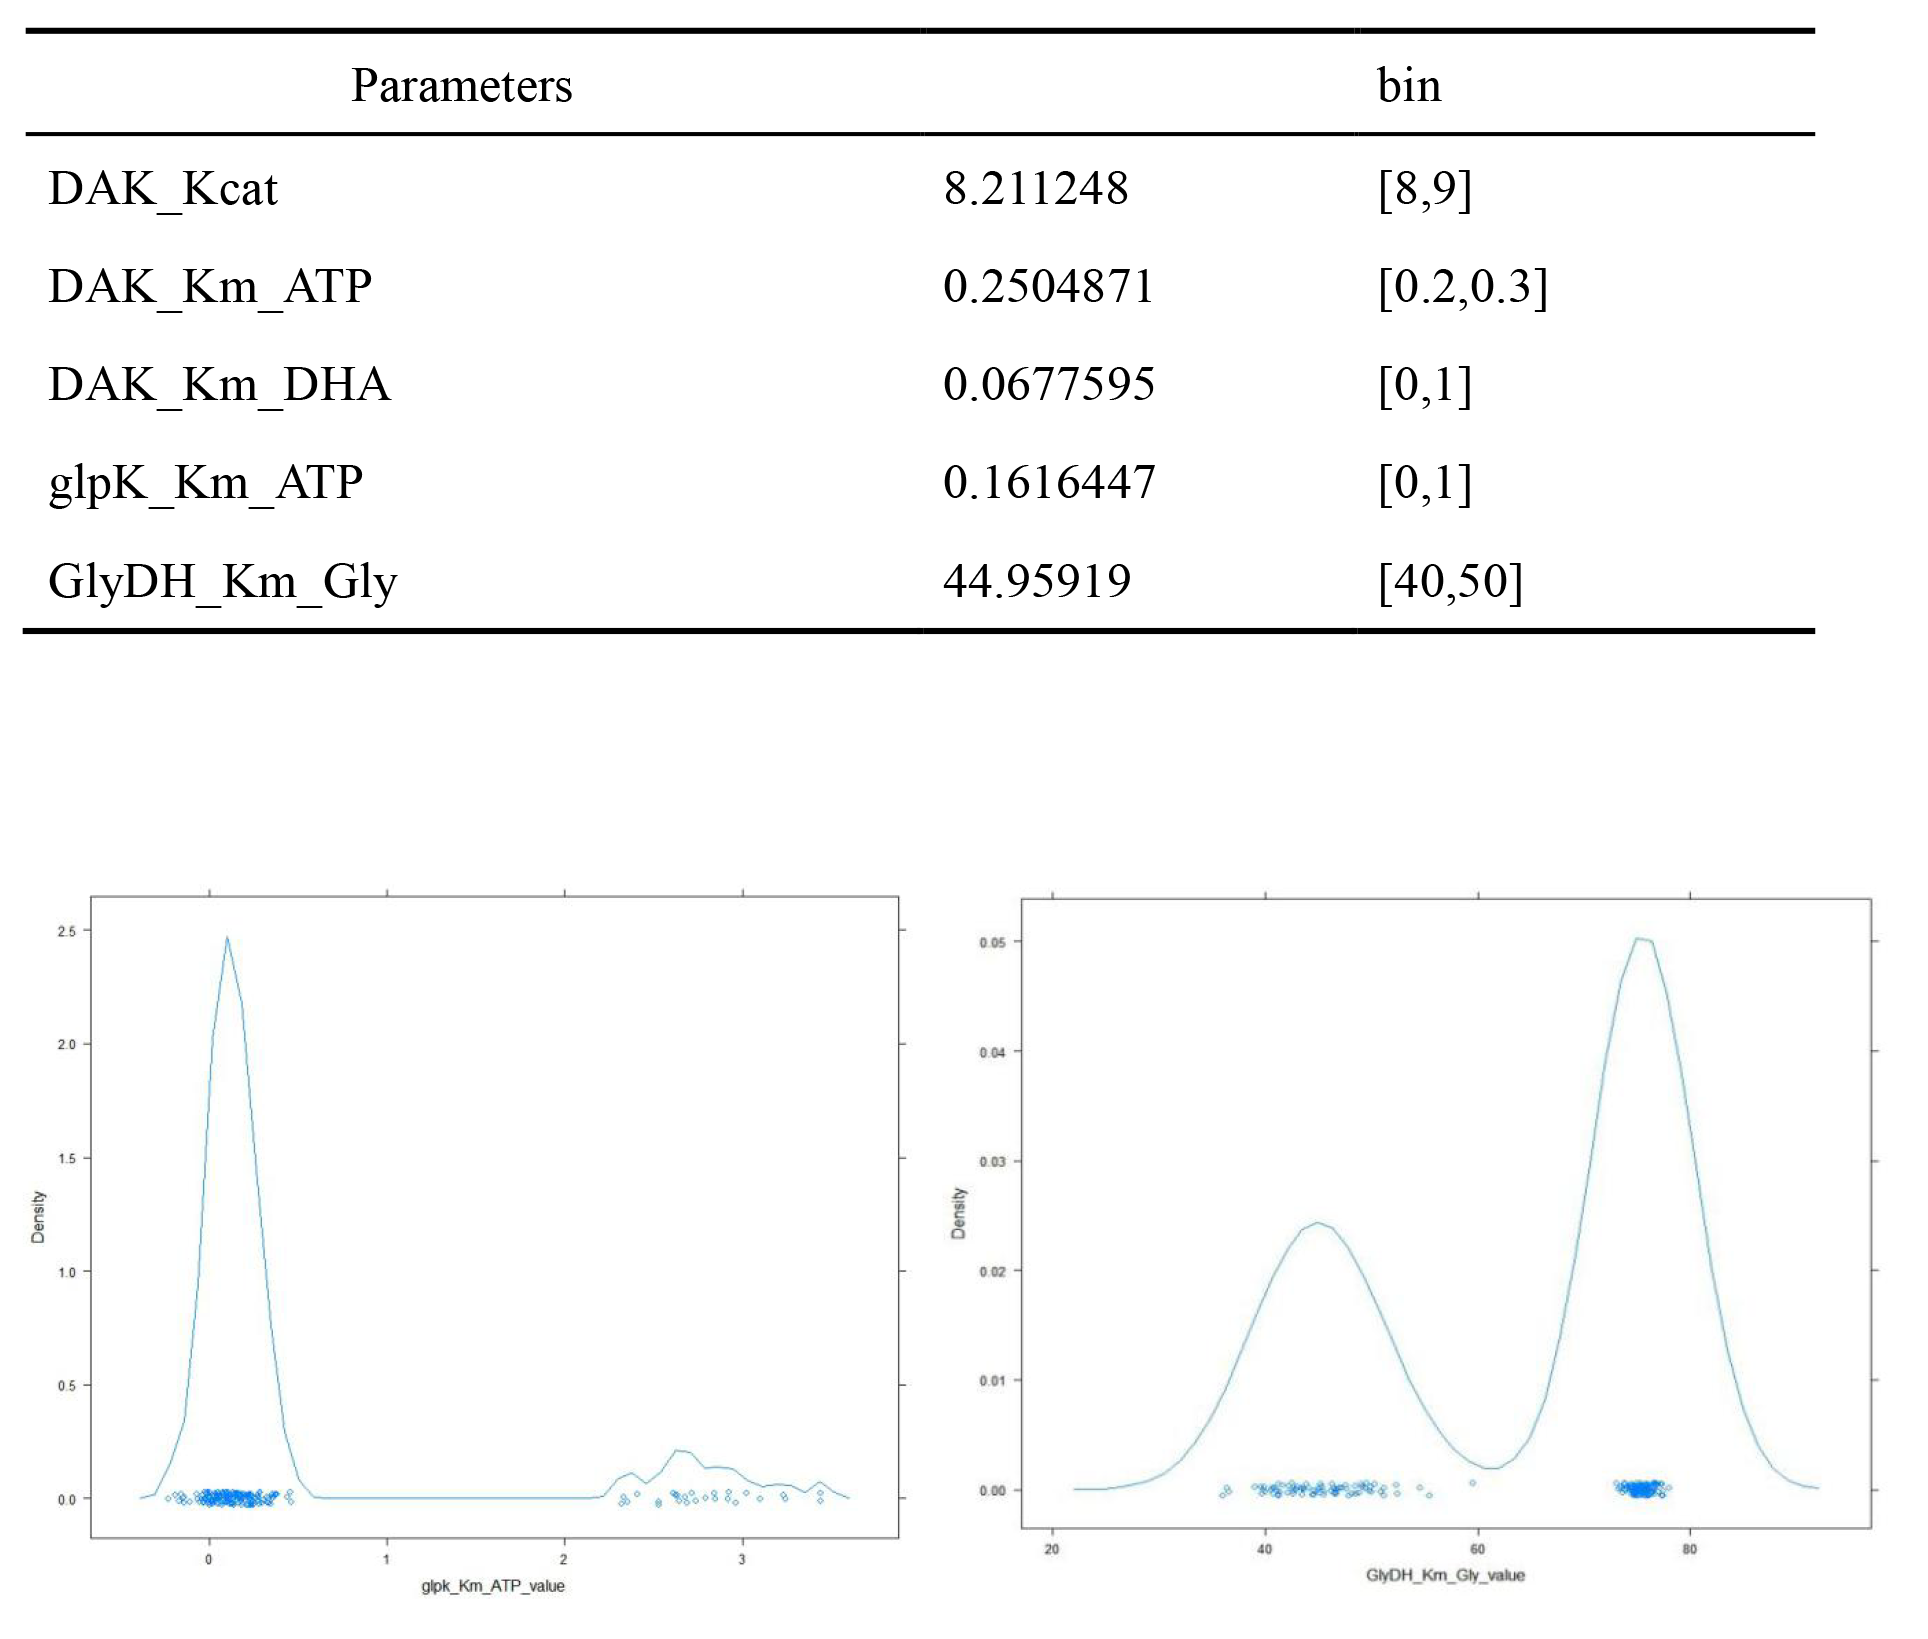 Parameters bin
DAK_Kcat 8.211248 [8,9]
DAK_Km_ATP 0.2504871 [0.2,0.3]
DAK_Km_DHA 0.0677595 [0,1]
glpK_Km_ATP 0.1616447 [0,1]
GlyDH_Km_Gly 44.95919 [40,50]
2.5
2.0
1.5
1.0
0.5
0.0
Density
0 1 2 3
glpk_Km_ATP_value
0.05
0.04
0.03
0.02
0.01
0.00
Density
20 40 60 80
GlyDH_Km_Gly_value